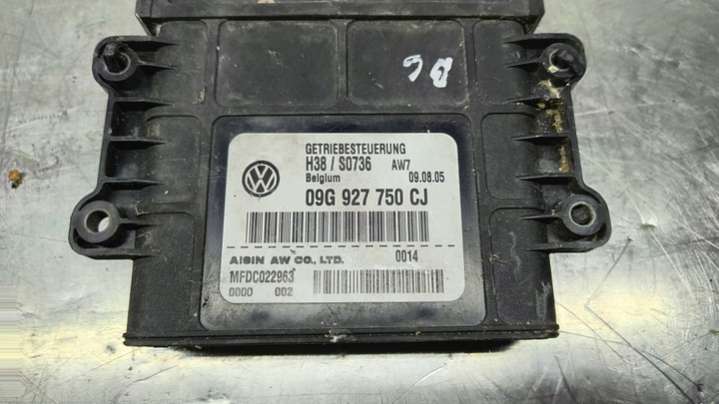 GETRIEBESTEUERUNG
H38 / S0736 AW7
Belgium 09.08.05
09G 927 750 CJ
AISIN AW CO., LTD. 0014
MFDC022963
0000 002